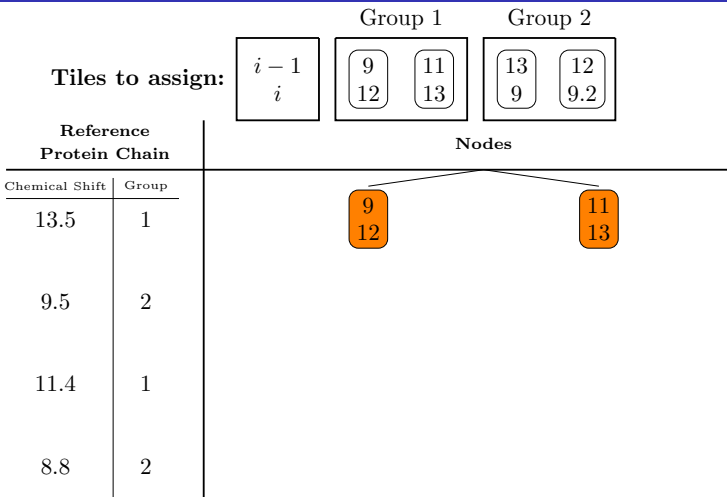 Group 1 Group 2
Tiles to assign:
i − 1 9 11 13 12
i 12 13 9 9.2
Reference
Protein Chain
Nodes
Chemical Shift Group
13.5 1
9 11
12 13
9.5 2
11.4 1
8.8 2